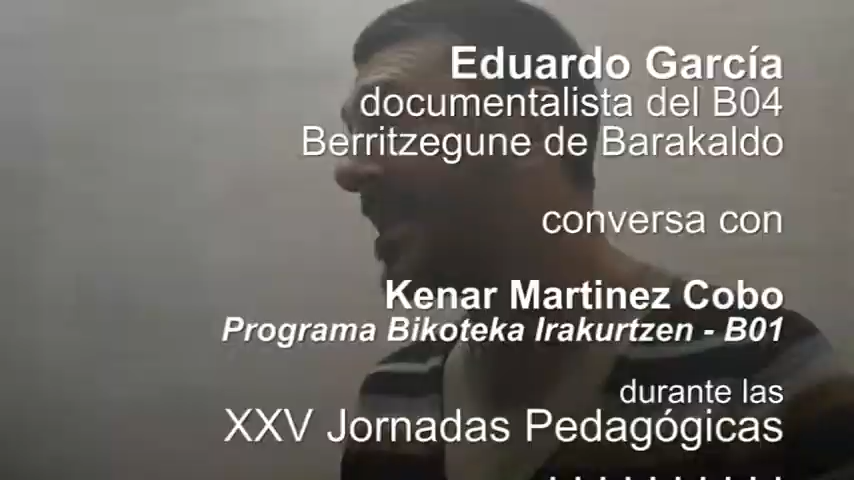 Eduardo García
documentalista del B04
Berritzegune de Barakaldo
conversa con
Kenar Martinez Cobo
Programa Bikoteka Irakurtzen - B01
durante las
XXV Jornadas Pedagógicas